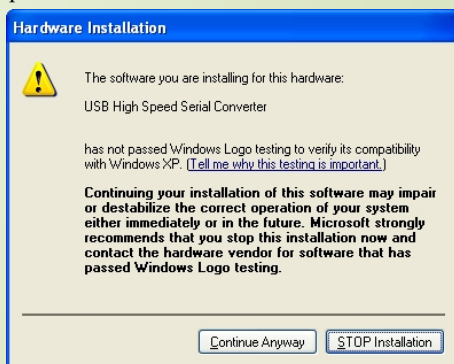 Hardware Installation
The software you are installing for this hardware:
USB High Speed Serial Converter
has not passed Windows Logo testing to verify its compatibility
with Windows XP. (Tell me why this testing is important.)
Continuing your installation of this software may impair
or destabilize the correct operation of your system
either immediately or in the future. Microsoft strongly
recommends that you stop this installation now and
contact the hardware vendor for software that has
passed Windows Logo testing.
Continue Anyway
STOP Installation